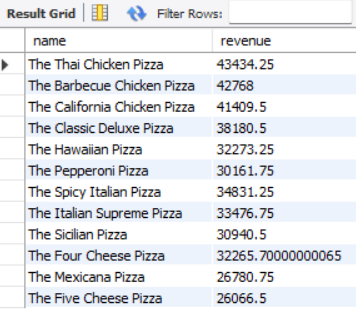 Result Grid Filter Rows:
name revenue
The Thai Chicken Pizza 43434.25
The Barbecue Chicken Pizza 42768
The California Chicken Pizza 41409.5
The Classic Deluxe Pizza 38180.5
The Hawaiian Pizza 32273.25
The Pepperoni Pizza 30161.75
The Spicy Italian Pizza 34831.25
The Italian Supreme Pizza 33476.75
The Sicilian Pizza 30940.5
The Four Cheese Pizza 32265.70000000065
The Mexicana Pizza 26780.75
The Five Cheese Pizza 26066.5